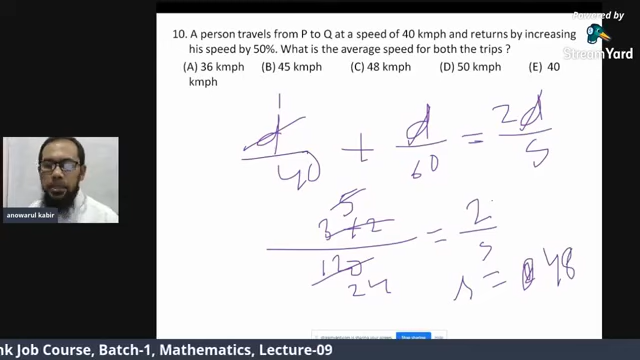 Powered by
StreamYard
10. A person travels from P to Q at a speed of 40 kmph and returns by increasing
his speed by 50%. What is the average speed for both the trips ?
(A) 36 kmph (B) 45 kmph (C) 48 kmph (D) 50 kmph (E) 40
kmph
1
d/40 + d/60 = 2d/s
5
3+2/120 = 2/s
24
s = 48
anowarul kabir
nk Job Course, Batch-1, Mathematics, Lecture-09